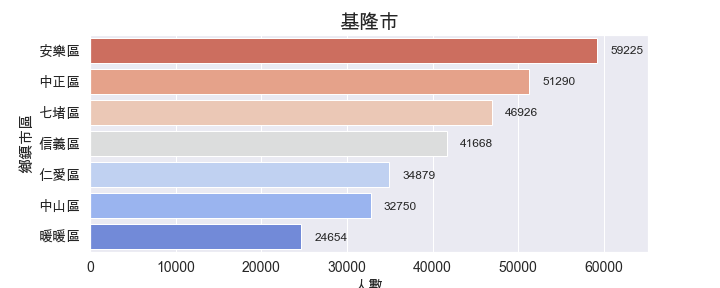 基隆市
安樂區 59225
中正區 51290
七堵區 46926
信義區 41668
仁愛區 34879
中山區 32750
暖暖區 24654
鄉鎮市區
0 10000 20000 30000 40000 50000 60000
人數